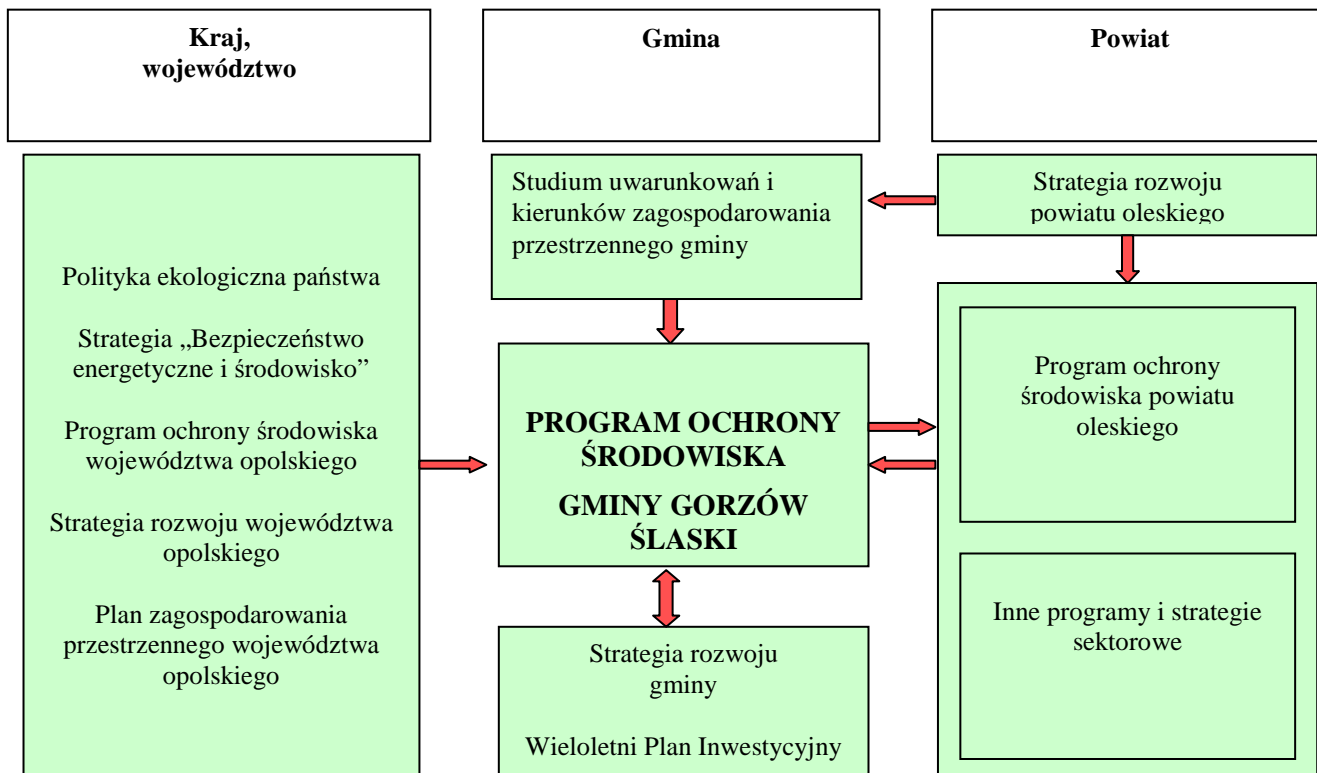 Kraj,
województwo
Gmina
Powiat
Polityka ekologiczna państwa
Strategia „Bezpieczeństwo
energetyczne i środowisko”
Program ochrony środowiska
województwa opolskiego
Strategia rozwoju województwa
opolskiego
Plan zagospodarowania
przestrzennego województwa
opolskiego
Studium uwarunkowań i
kierunków zagospodarowania
przestrzennego gminy
PROGRAM OCHRONY
ŚRODOWISKA
GMINY GORZÓW
ŚLASKI
Strategia rozwoju
gminy
Wieloletni Plan Inwestycyjny
Strategia rozwoju
powiatu oleskiego
Program ochrony
środowiska powiatu
oleskiego
Inne programy i strategie
sektorowe